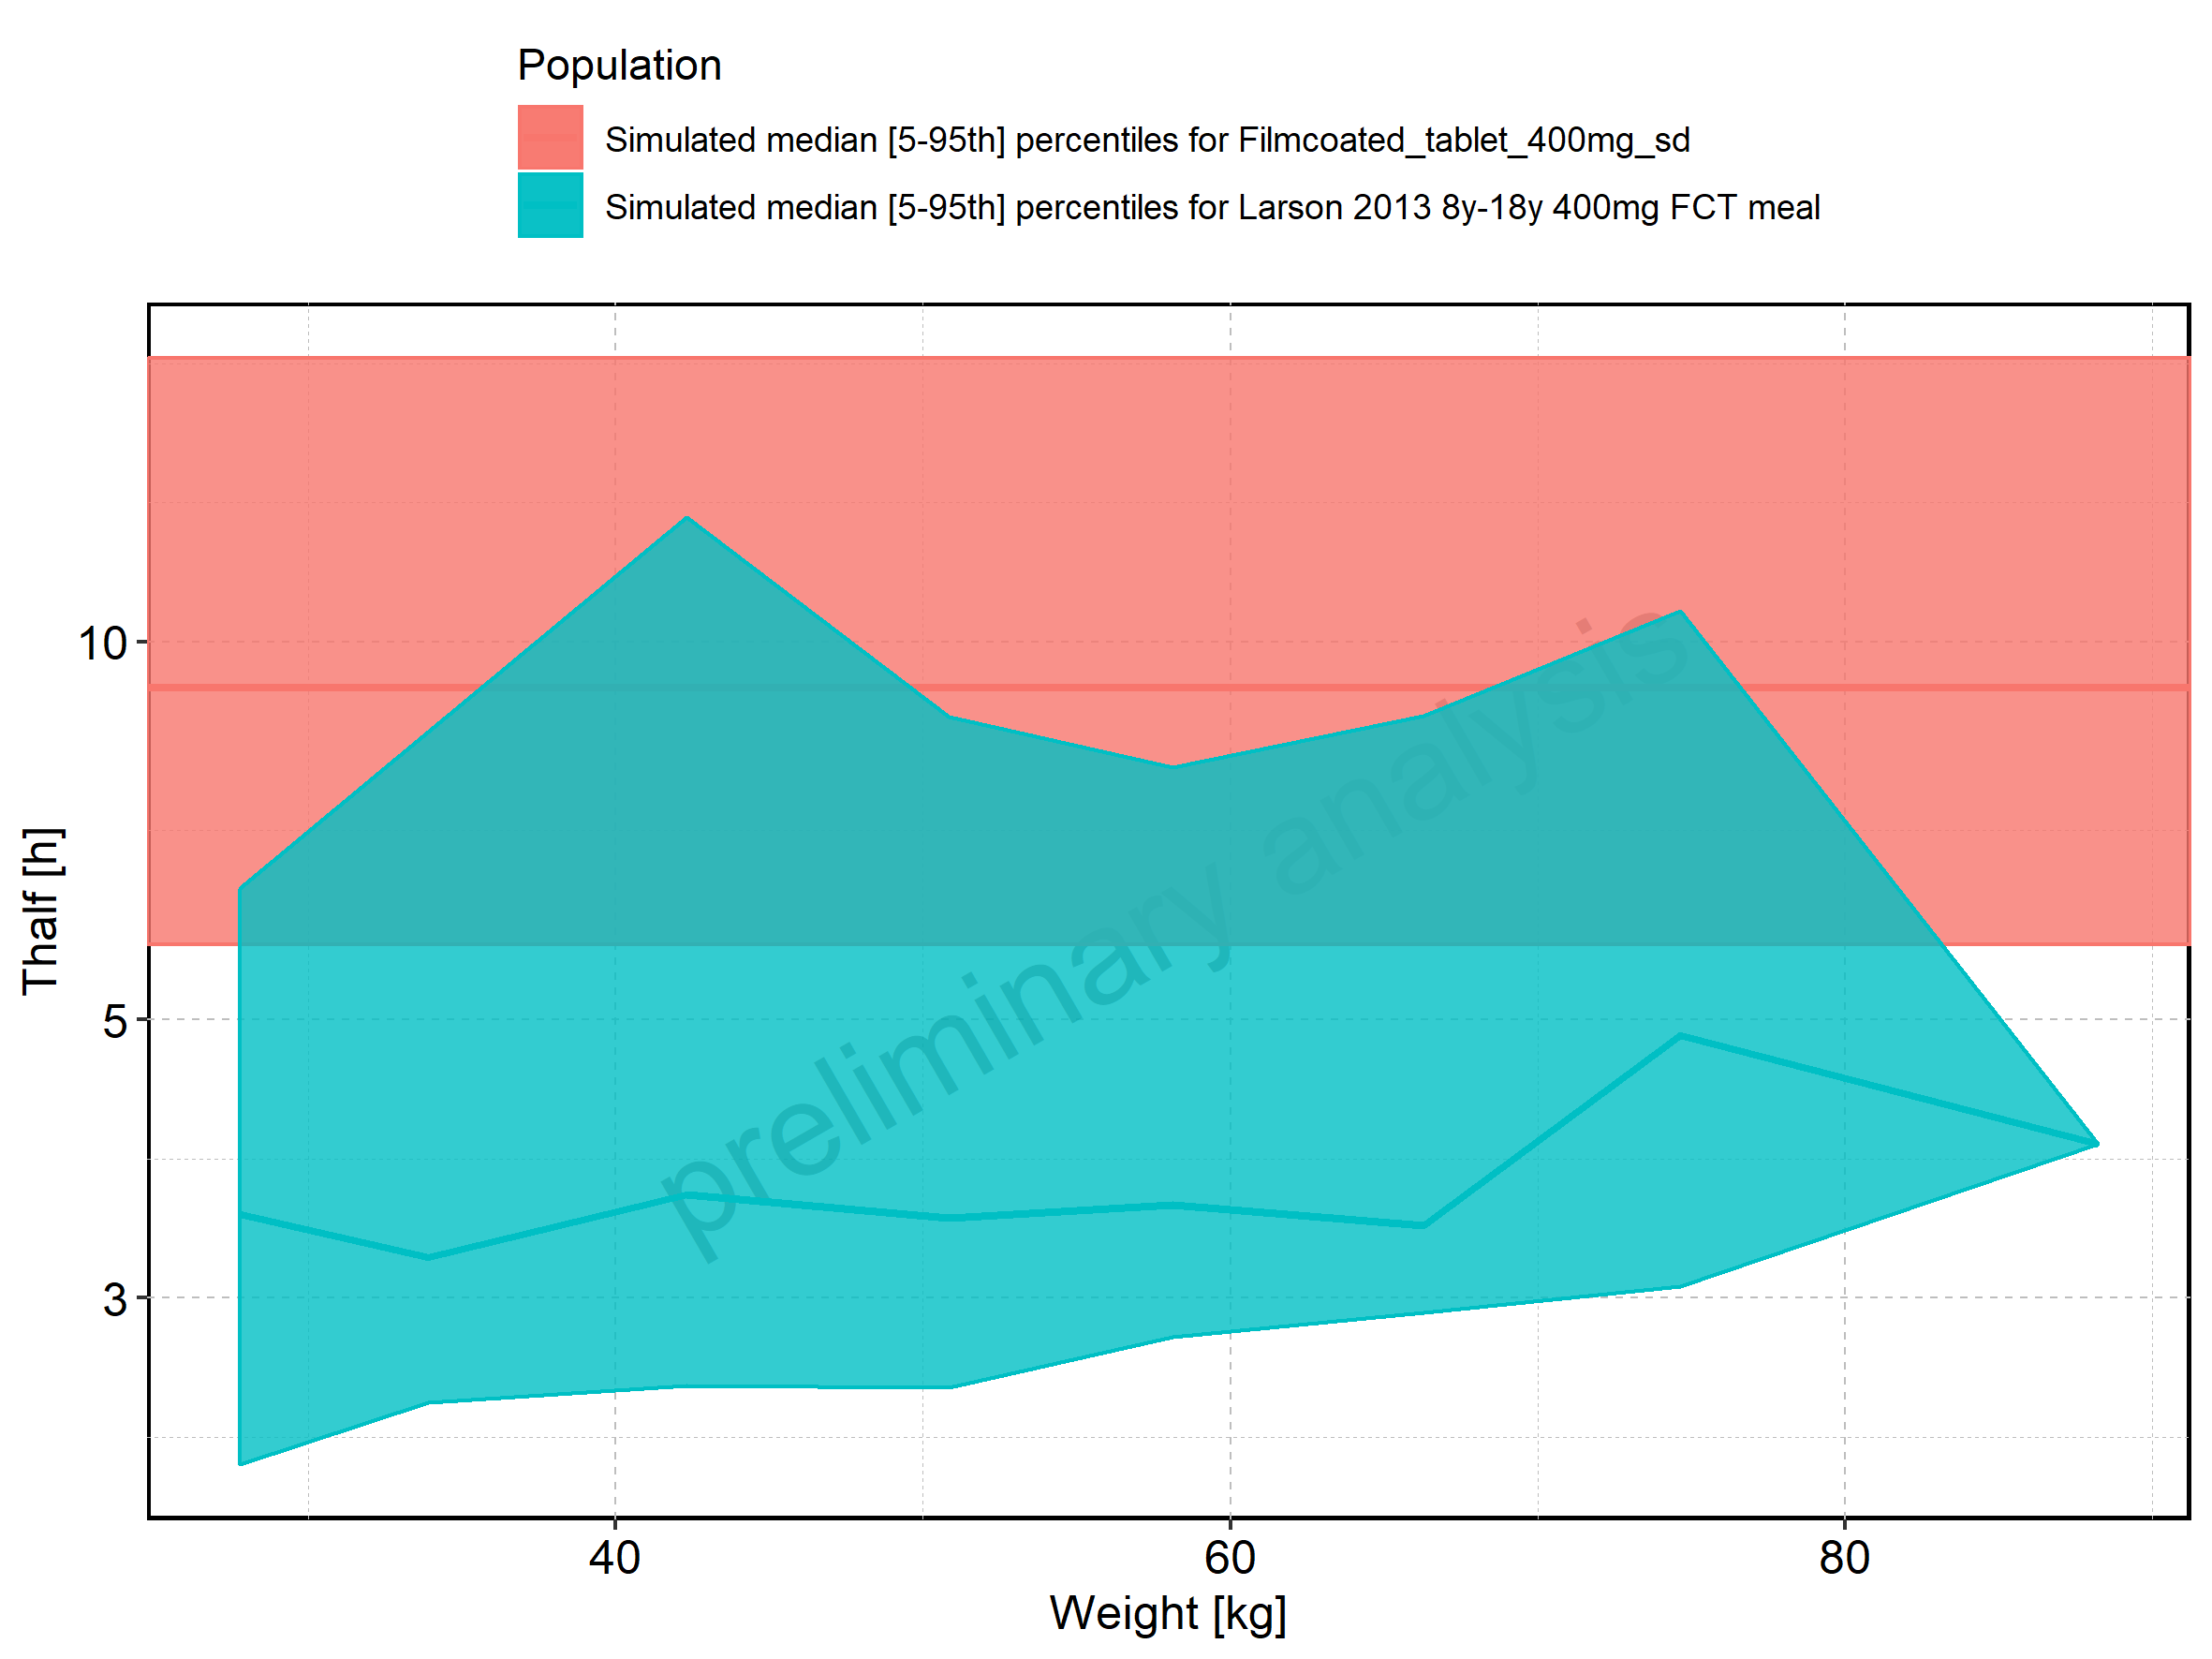 Population
Simulated median [5-95th] percentiles for Filmcoated_tablet_400mg_sd
Simulated median [5-95th] percentiles for Larson 2013 8y-18y 400mg FCT meal
10
5
3
Thalf [h]
preliminary analysis
40
60
80
Weight [kg]